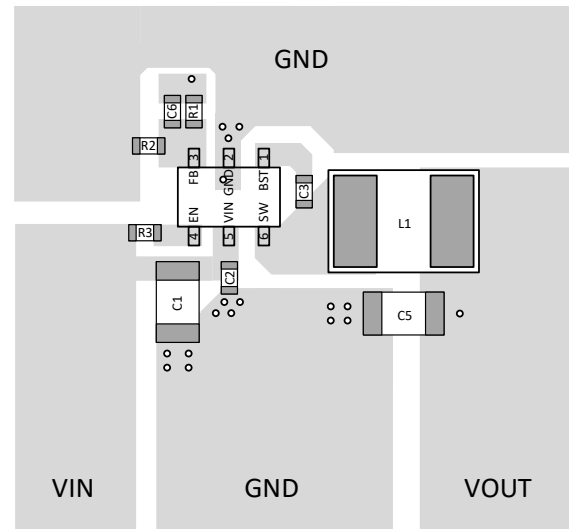 GND
C6
R1
R2
FB 3
GND 2
BST 1
C3
L1
EN 4
VIN 5
SW 6
R3
C2
C1
C5
VIN
GND
VOUT